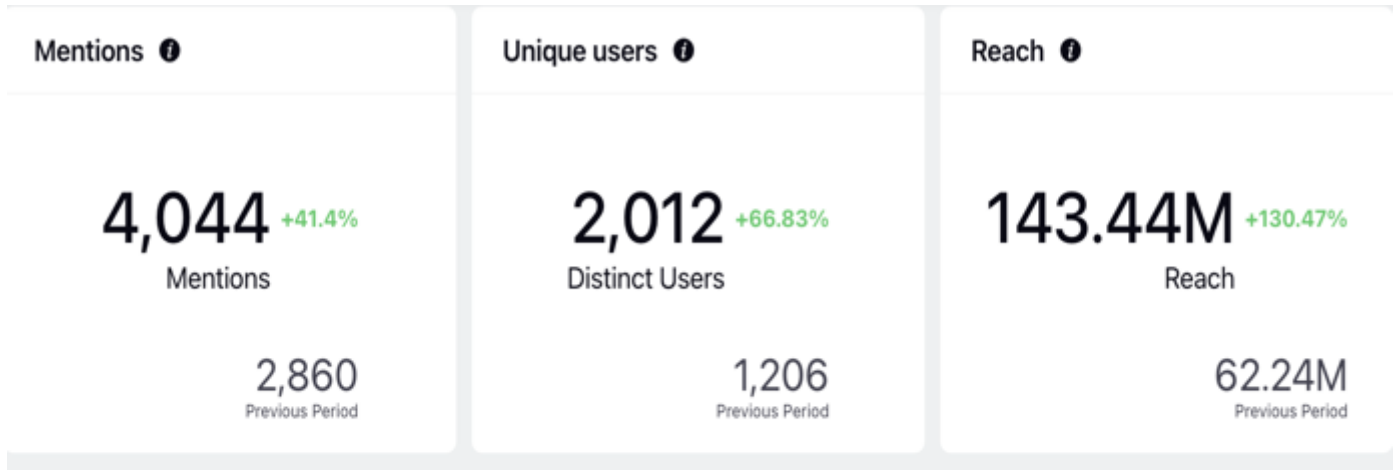 Mentions
4,044 +41.4%
Mentions
2,860
Previous Period
Unique users
2,012 +66.83%
Distinct Users
1,206
Previous Period
Reach
143.44M +130.47%
Reach
62.24M
Previous Period